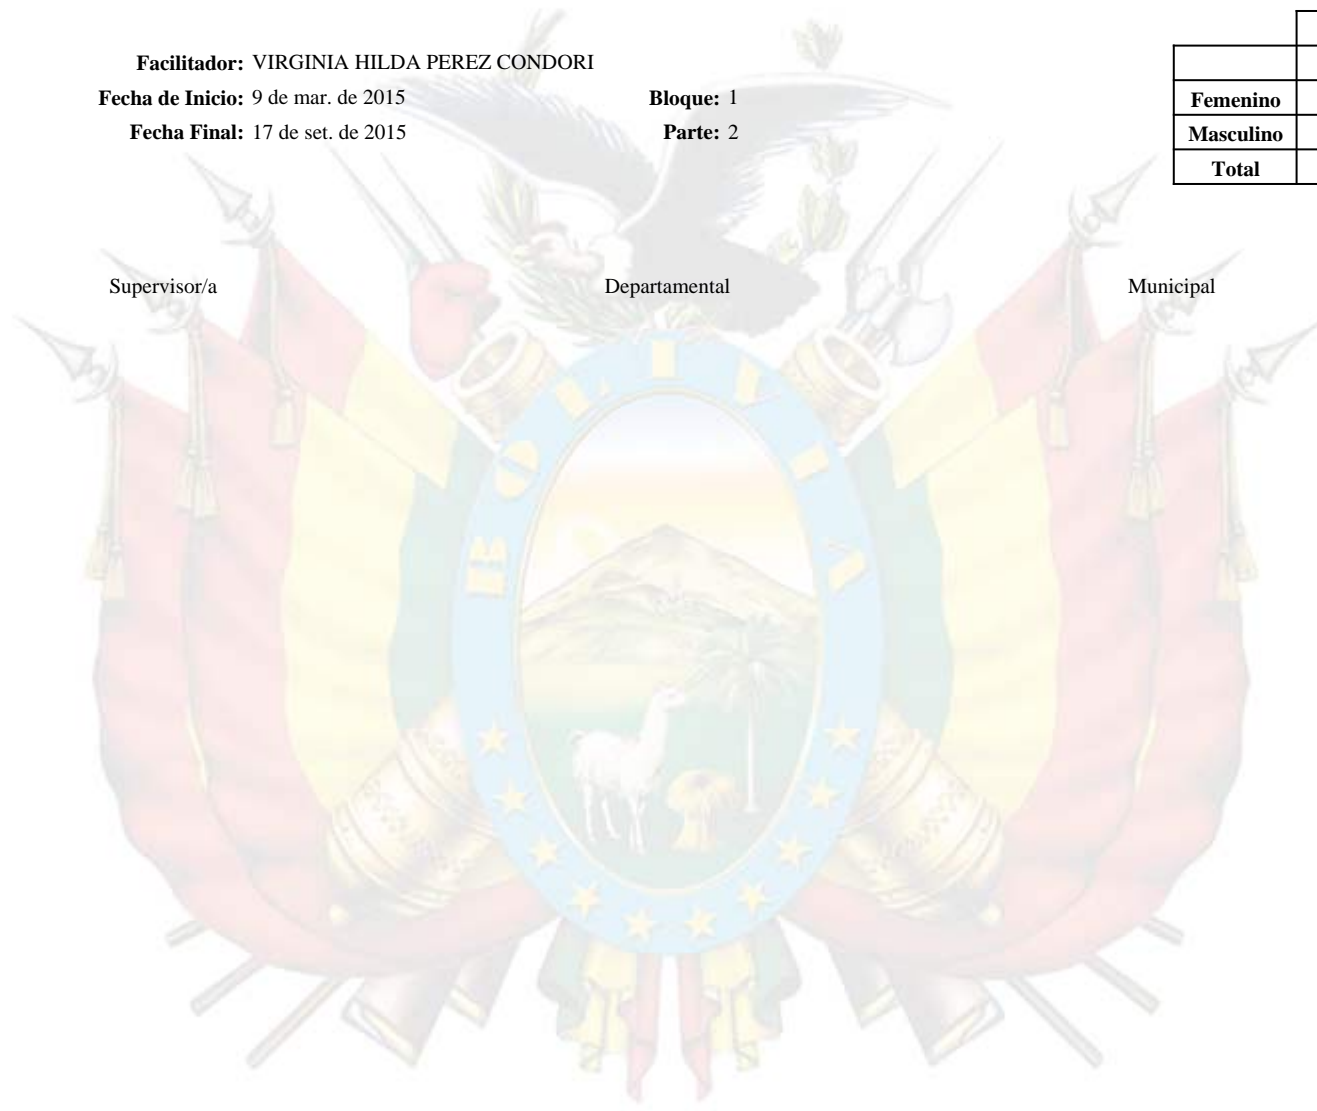 Facilitador: VIRGINIA HILDA PEREZ CONDORI
Fecha de Inicio: 9 de mar. de 2015 Bloque: 1
Fecha Final: 17 de set. de 2015 Parte: 2
Femenino
Masculino
Total
Supervisor/a Departamental Municipal
BOLIVIA